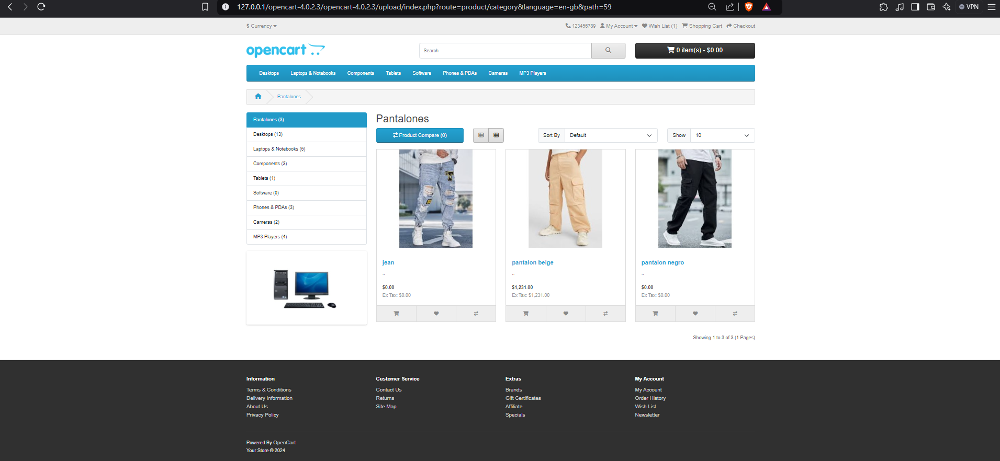 127.0.0.1/opencart-4.0.2.3/opencart-4.0.2.3/upload/index.php?route=product/category&language=en-gb&path=59
VPN
$ Currency
123456789 My Account Wish List (1) Shopping Cart Checkout
opencart
Search
0 item(s) - $0.00
Desktops Laptops & Notebooks Components Tablets Software Phones & PDAs Cameras MP3 Players
Pantalones
Pantalones (3)
Desktops (13)
Laptops & Notebooks (5)
Components (3)
Tablets (1)
Software (0)
Phones & PDAs (3)
Cameras (2)
MP3 Players (4)
Pantalones
Product Compare (0)
Sort By Default
Show 10
jean
..
$0.00
Ex Tax: $0.00
pantalon beige
..
$1,231.00
Ex Tax: $1,231.00
pantalon negro
..
$0.00
Ex Tax: $0.00
Showing 1 to 3 of 3 (1 Pages)
Information
Terms & Conditions
Delivery Information
About Us
Privacy Policy
Customer Service
Contact Us
Returns
Site Map
Extras
Brands
Gift Certificates
Affiliate
Specials
My Account
My Account
Order History
Wish List
Newsletter
Powered By OpenCart
Your Store © 2024